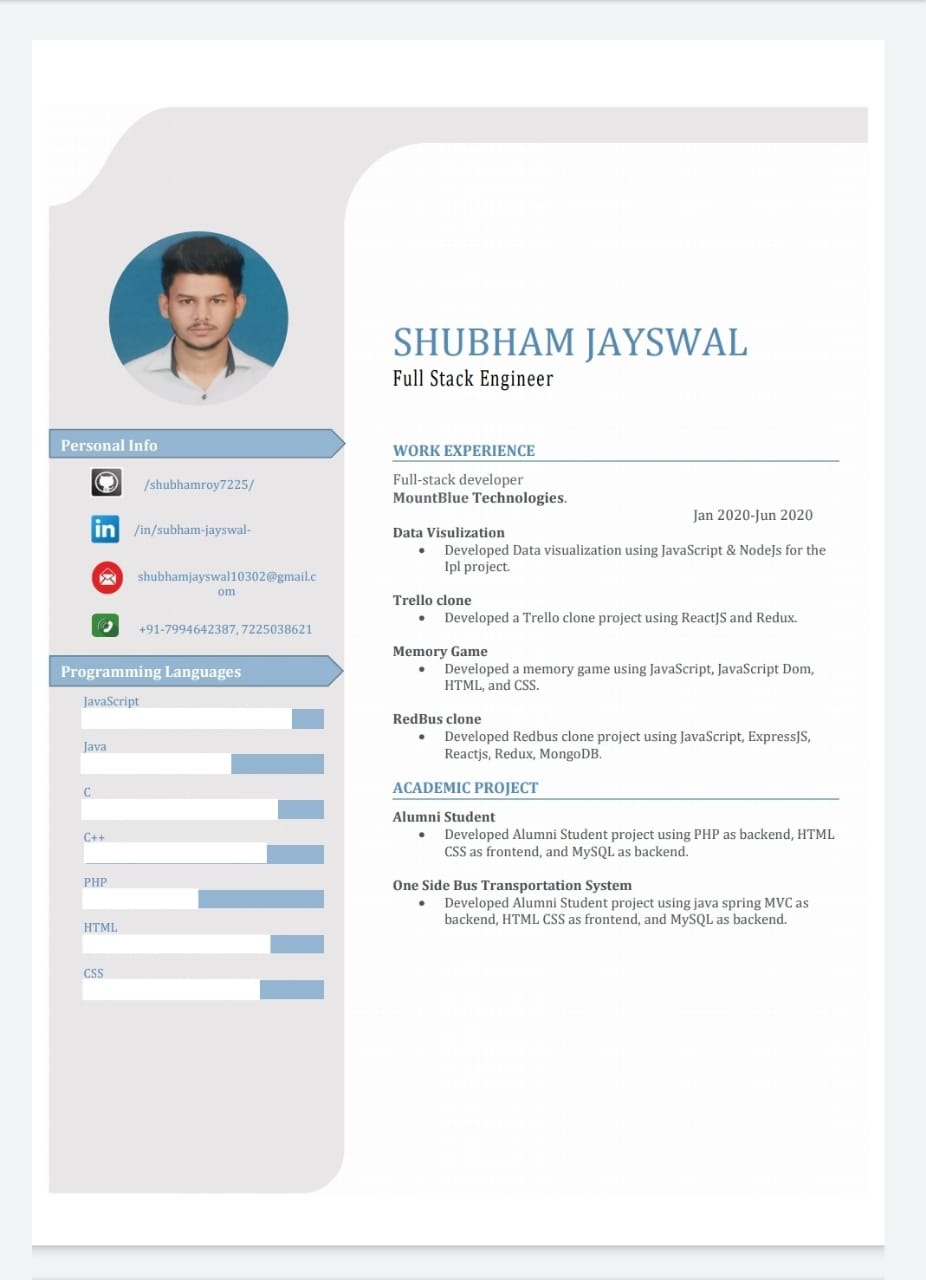 SHUBHAM JAYSWAL
Full Stack Engineer
Personal Info
/shubhamroy7225/
in
/in/subham-jayswal-
shubhamjayswal10302@gmail.c
om
+91-7994642387, 7225038621
Programming Languages
JavaScript
Java
C
C++
PHP
HTML
CSS
WORK EXPERIENCE
Full-stack developer
MountBlue Technologies.
Jan 2020-Jun 2020
Data Visulization
• Developed Data visualization using JavaScript & NodeJs for the
Ipl project.
Trello clone
• Developed a Trello clone project using ReactJS and Redux.
Memory Game
• Developed a memory game using JavaScript, JavaScript Dom,
HTML, and CSS.
RedBus clone
• Developed Redbus clone project using JavaScript, ExpressJS,
Reactjs, Redux, MongoDB.
ACADEMIC PROJECT
Alumni Student
• Developed Alumni Student project using PHP as backend, HTML
CSS as frontend, and MySQL as backend.
One Side Bus Transportation System
• Developed Alumni Student project using java spring MVC as
backend, HTML CSS as frontend, and MySQL as backend.